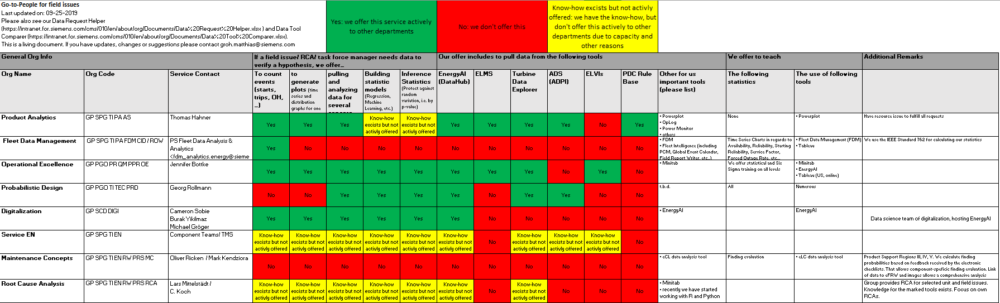 Go-to-People for field issues
Last updated on: 09-25-2019
Please also see our Data Request Helper
(https://intranet.for.siemens.com/cms/010/en/about/org/Documents/Data%20Request%20Helper.xlsx ) and Data Tool
Comparer (https://intranet.for.siemens.com/cms/010/en/about/org/Documents/Data%20Tool%20Comparer.xlsx).
This is a living document. If you have updates, changes or suggestions please contact groh.matthias@siemens.com
Yes: we offer this service actively
to other departments
No: we don't offer this
Know-how excists but not activly
offered: we have the know-how, but
don't offer this actively to other
departments due to capacity and
other reasons
General Org Info
If a field issue/ RCA/ task force manager needs data to
verify a hypothesis, we offer...
Our offer includes to pull data from the following tools
We offer to teach
Additional Remarks
Org Name
Org Code
Service Contact
To count
events
(starts,
trips, OH,
...)
to
generate
plots (time
series and
distribution
graphs for one
pulling
and
analyzing
data for
several
Building
statistic
models
(Regression,
Machine
Learning, etc.)
Inference
Statistics
(Protect against
random
variation, i.e. by
p-value)
EnergyAI
(DataHub)
ELMS
Turbine
Data
Explorer
ADS
(ADPI)
ELVIs
PDC Rule
Base
Other for us
important tools
(please list)
The following
statistics
The use of following
tools
Product Analytics
GP SPG TI PA AS
Thomas Hahner
Yes
Yes
Yes
Know-how
excists but not
activly offered
Know-how
excists but not
activly offered
Yes
Yes
Yes
Yes
No
Yes
• Powerplot
• OpLog
• Power Monitor
• others
None
• Powerplot
Have resource issue to fulfill all requests
Fleet Data Management
GP SPG TI PA FDM CID / ROW
PS Fleet Data Analysis &
Analytics
<fdm_analytics.energy@sieme
Yes
No
No
No
No
No
No
No
No
No
No
• FDM
• Fleet Intelligence (including
PCM, Global Event Calendar,
Field Report Writer, etc..)
Time Series Charts in regards to
Availability, Reliability, Starting
Reliability, Service Factor,
Forced Outage Rate, etc...
• Fleet Data Management (FDM)
• Tableau
We use the IEEE Standard 762 for calculating our statistics
Operational Excellence
GP PGO PR QM PPR OE
Jennifer Bottke
Yes
Yes
Yes
Yes
Yes
Yes
Yes
Yes
No
Yes
No
• Minitab
We offer statistical and Six
Sigma training on all levels
• Minitab
• EnergyAI
• Tableau (US, online)
Probabilistic Design
GP PGO TI TEC PRD
Georg Rollmann
No
No
Yes
Yes
Yes
Yes
No
Yes
Yes
No
No
t.b.d.
All
Numerous
Digitalization
GP SCD DIGI
Cameron Sobie
Burak Yikilmaz
Michael Gröger
Yes
Yes
Yes
Yes
Yes
Yes
No
No
No
No
No
• EnergyAI
EnergyAI
Data science team of digitalization, hosting EnergyAI
Service EN
GP SPG TI EN
Component Teams/ TMS
Know-how
excists but not
activly offered
Know-how
excists but not
activly offered
Know-how
excists but not
activly offered
Know-how
excists but not
activly offered
Know-how
excists but not
activly offered
Know-how
excists but not
activly offered
No
Know-how
excists but not
activly offered
Know-how
excists but not
activly offered
Know-how
excists but not
activly offered
No
Maintenance Concepts
GP SPG TI EN RW PRS MC
Oliver Ricken / Mark Kendziora
No
No
No
No
No
No
No
No
No
No
No
• eCL data analysis tool
Finding evaluation
• eLC data analysis tool
Product Support Regions III, IV, V. We calculate finding
probabilities based on feedback received by the electronic
checklists. That allows component-speficic finding evaluation. Link
of data to eFRW and images allows a comprehensive analysis
Root Cause Analysis
GP SPG TI EN RW PRS RCA
Lars Mittelstädt /
C. Koch
Know-how
excists but not
activly offered
Know-how
excists but not
activly offered
Know-how
excists but not
activly offered
Know-how
excists but not
activly offered
Know-how
excists but not
activly offered
Know-how
excists but not
activly offered
No
Know-how
excists but not
activly offered
No
No
No
• Minitab
• recently we have started
working with R and Python
Group provides RCA for selected unit and field issues.
Knowledge for the marked tools exists. Focus on own
RCAs.